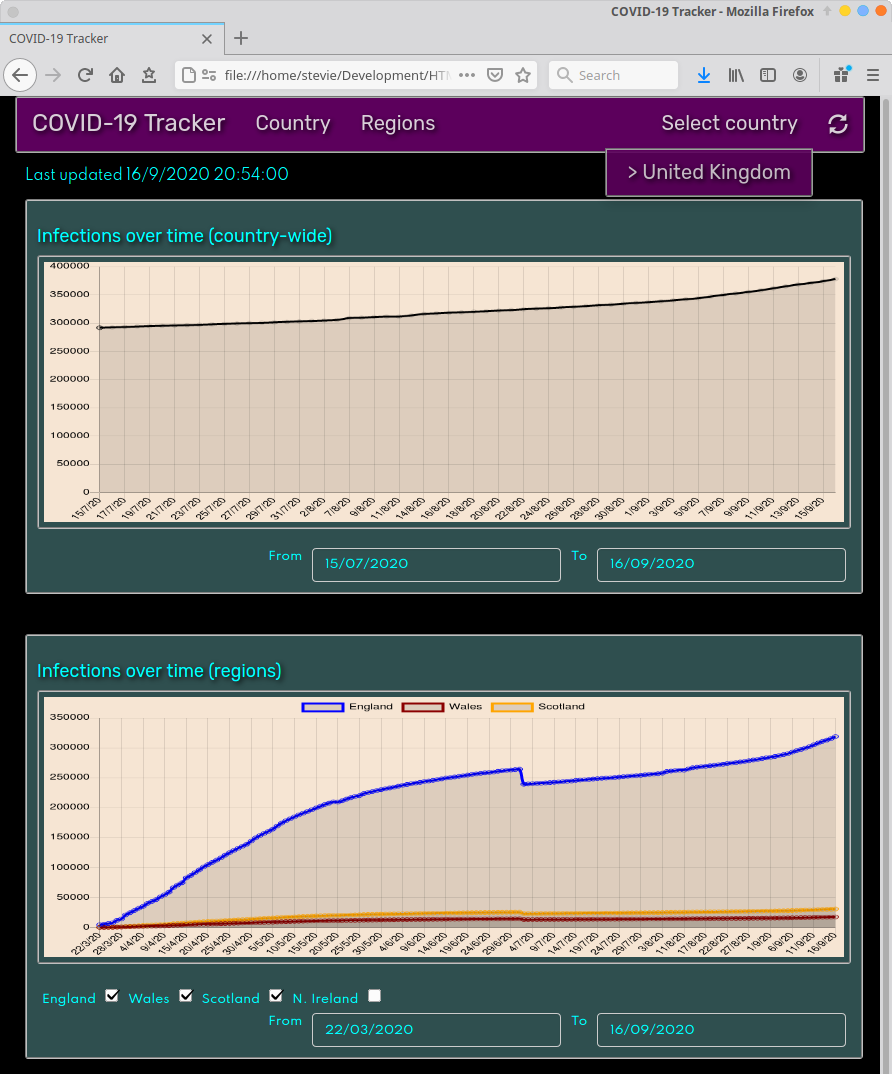 COVID-19 Tracker - Mozilla Firefox
COVID-19 Tracker
file:///home/stevie/Development/HT
Search
COVID-19 Tracker Country Regions Select country
> United Kingdom
Last updated 16/9/2020 20:54:00
Infections over time (country-wide)
400000
350000
300000
250000
200000
150000
100000
50000
0
15/7/20 17/7/20 19/7/20 21/7/20 23/7/20 25/7/20 27/7/20 29/7/20 31/7/20 2/8/20 7/8/20 9/8/20 11/8/20 14/8/20 16/8/20 18/8/20 20/8/20 22/8/20 24/8/20 26/8/20 28/8/20 30/8/20 1/9/20 3/9/20 5/9/20 7/9/20 9/9/20 11/9/20 13/9/20 15/9/20
From 15/07/2020 To 16/09/2020
Infections over time (regions)
England Wales Scotland
350000
300000
250000
200000
150000
100000
50000
0
22/3/20 28/3/20 4/4/20 9/4/20 15/4/20 20/4/20 25/4/20 30/4/20 5/5/20 10/5/20 15/5/20 20/5/20 25/5/20 30/5/20 4/6/20 9/6/20 14/6/20 19/6/20 24/6/20 29/6/20 4/7/20 9/7/20 14/7/20 19/7/20 24/7/20 29/7/20 3/8/20 11/8/20 17/8/20 22/8/20 27/8/20 1/9/20 6/9/20 11/9/20 16/9/20
England Wales Scotland N. Ireland
From 22/03/2020 To 16/09/2020